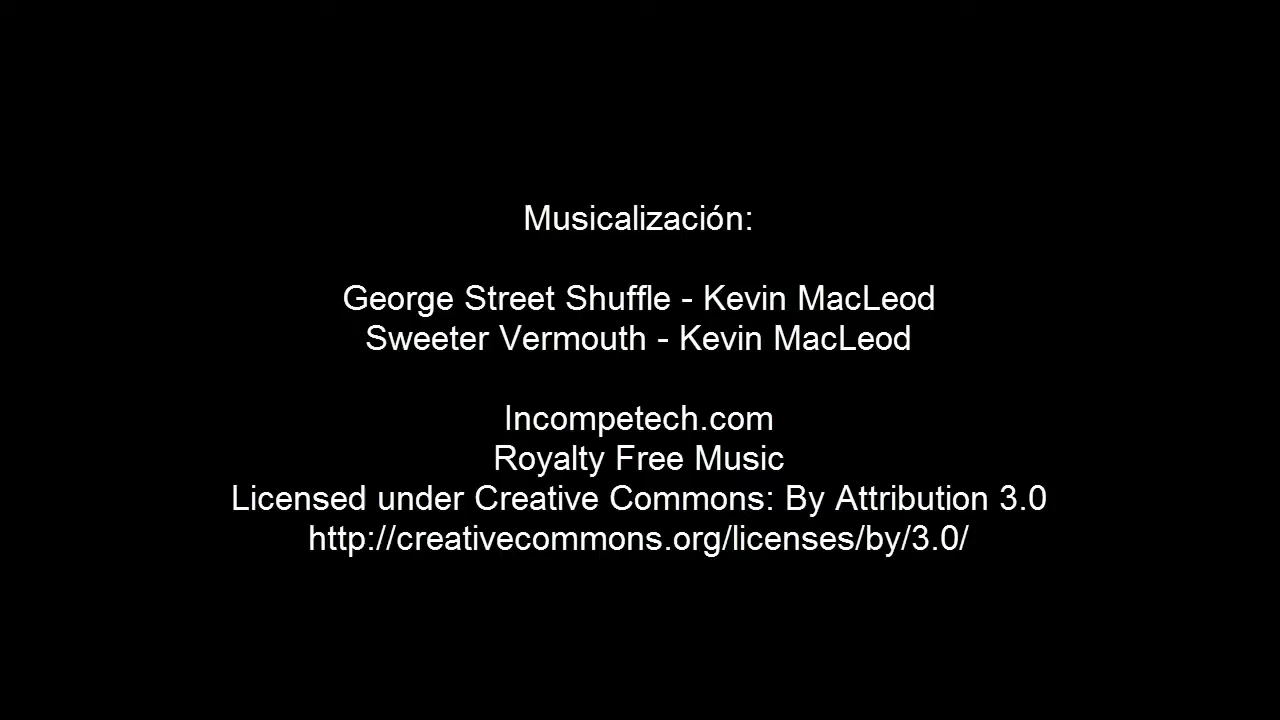 Musicalización:
George Street Shuffle - Kevin MacLeod
Sweeter Vermouth - Kevin MacLeod
Incompetech.com
Royalty Free Music
Licensed under Creative Commons: By Attribution 3.0
http://creativecommons.org/licenses/by/3.0/